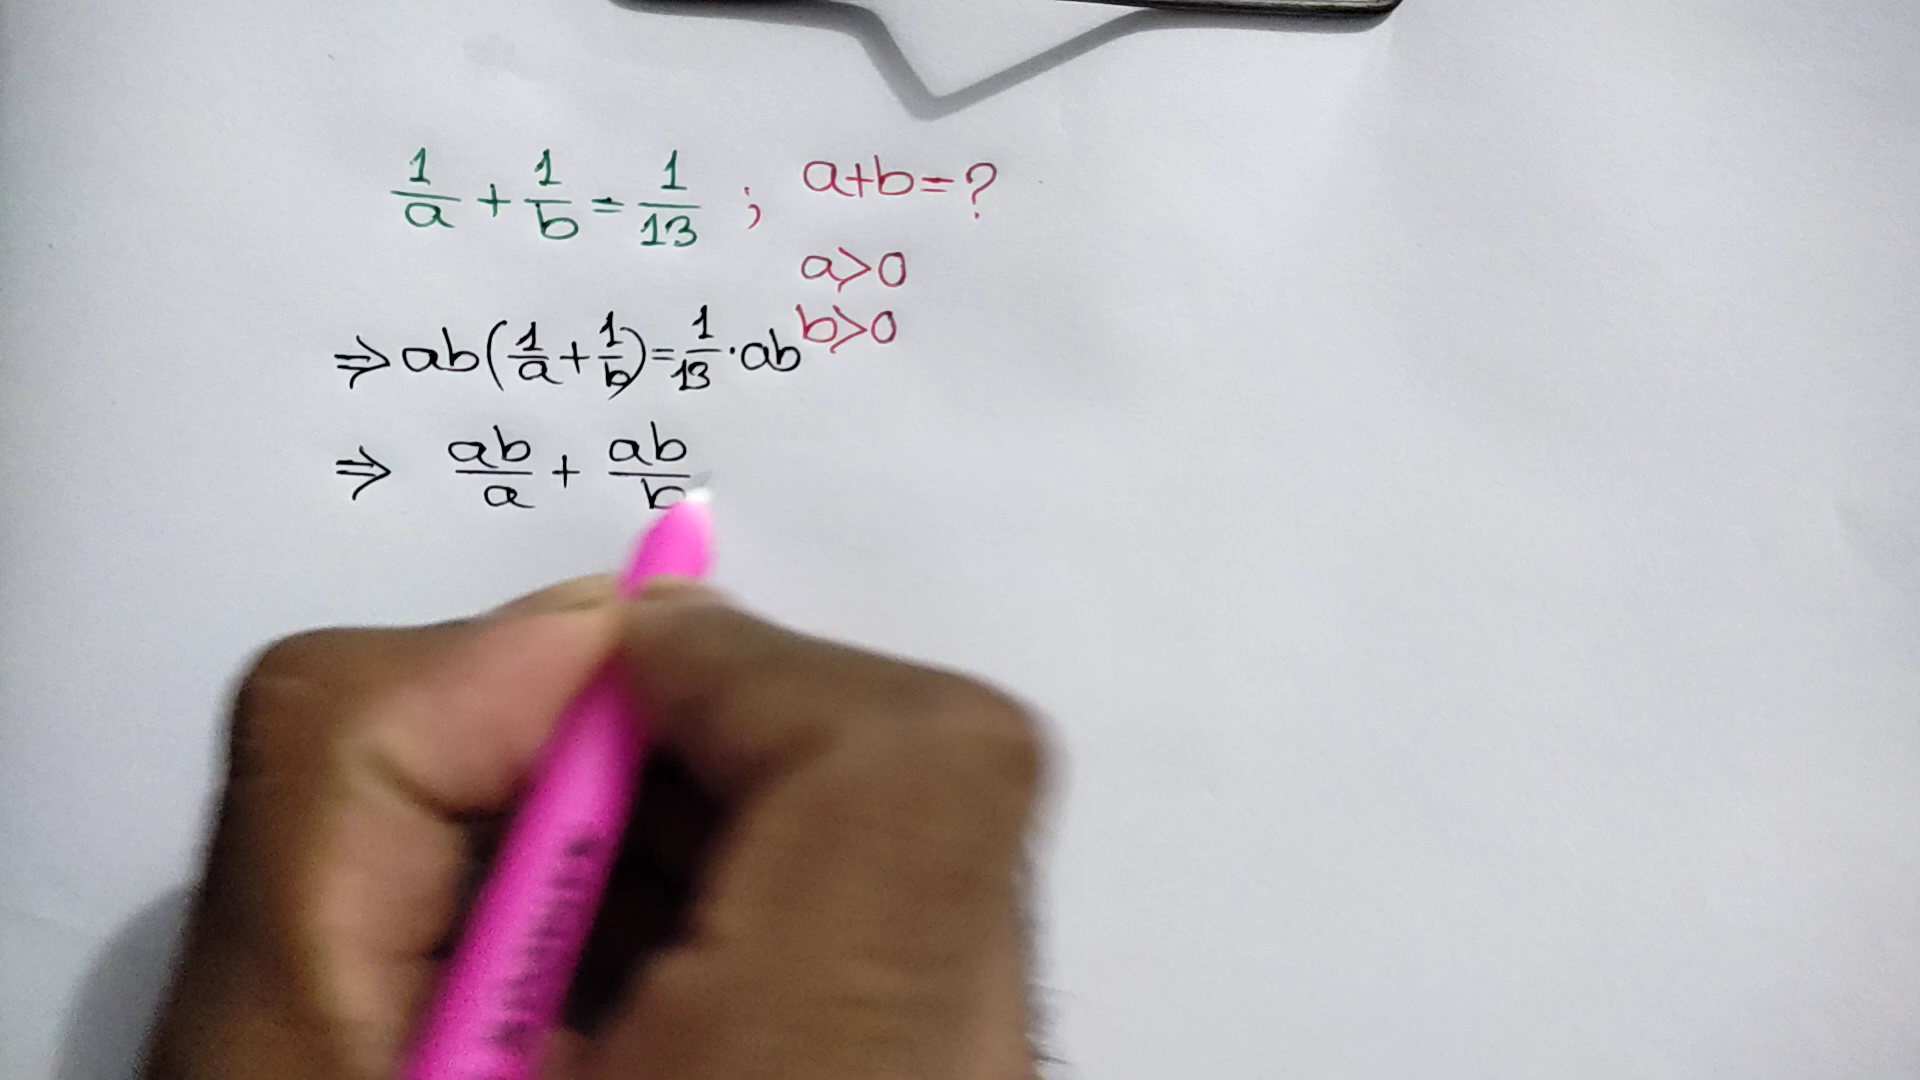 1/a + 1/b = 1/13 ; a+b=?
a>0
b>0
⇒ ab(1/a + 1/b) = 1/13 · ab
⇒ ab/a + ab/b